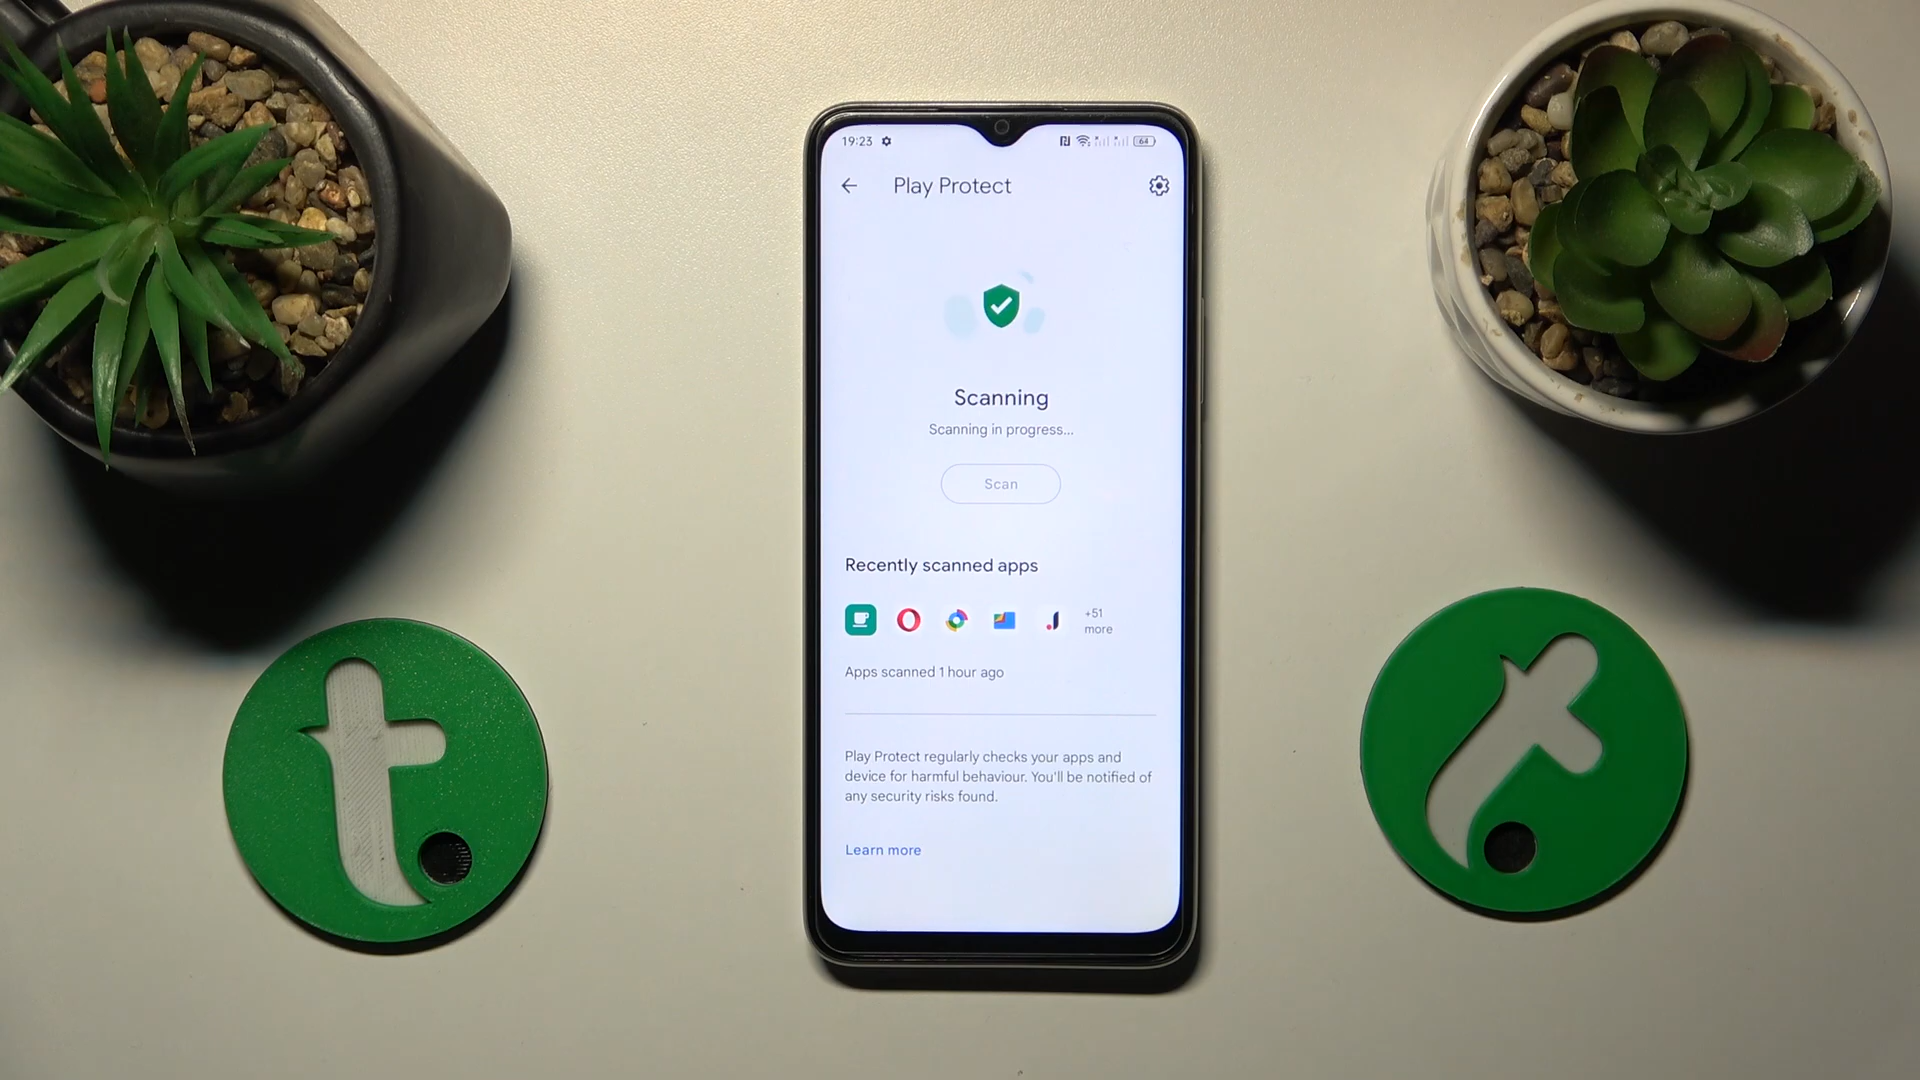 19:23
64
Play Protect
Scanning
Scanning in progress...
Scan
Recently scanned apps
+51
more
Apps scanned 1 hour ago
Play Protect regularly checks your apps and
device for harmful behaviour. You'll be notified of
any security risks found.
Learn more
t.
t.